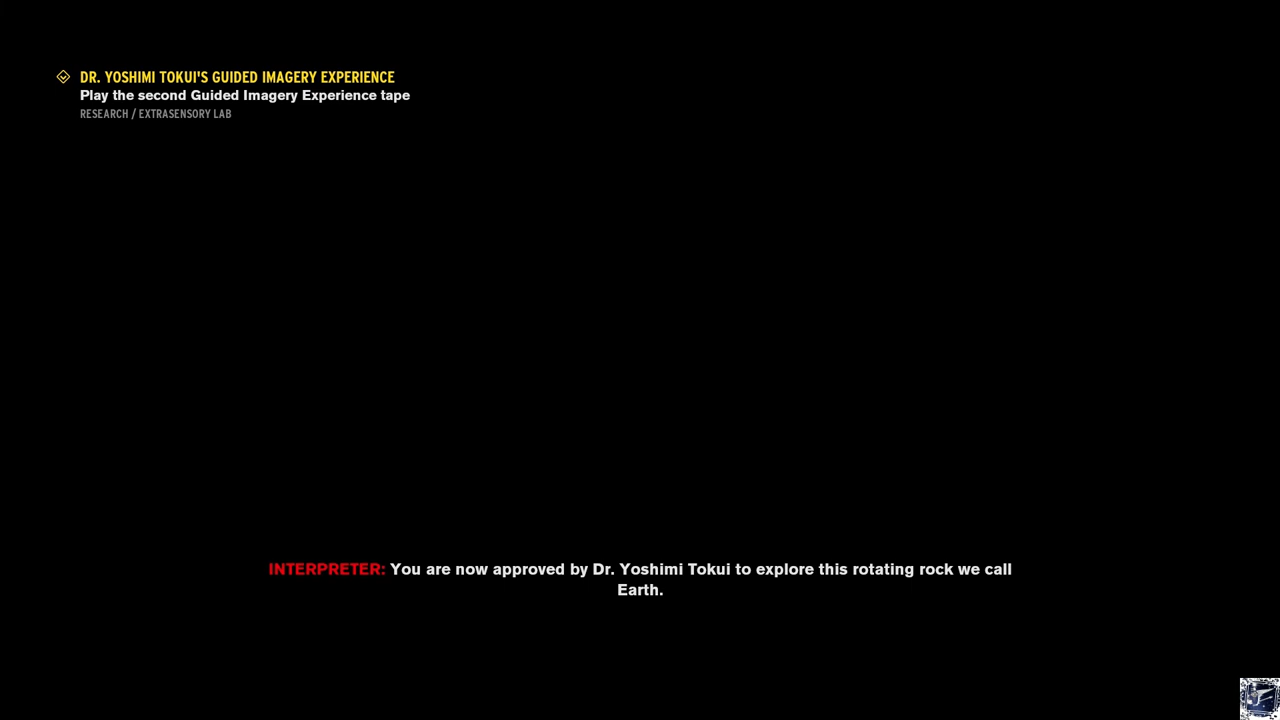 DR. YOSHIMI TOKUI'S GUIDED IMAGERY EXPERIENCE
Play the second Guided Imagery Experience tape
RESEARCH / EXTRASENSORY LAB
INTERPRETER: You are now approved by Dr. Yoshimi Tokui to explore this rotating rock we call
Earth.